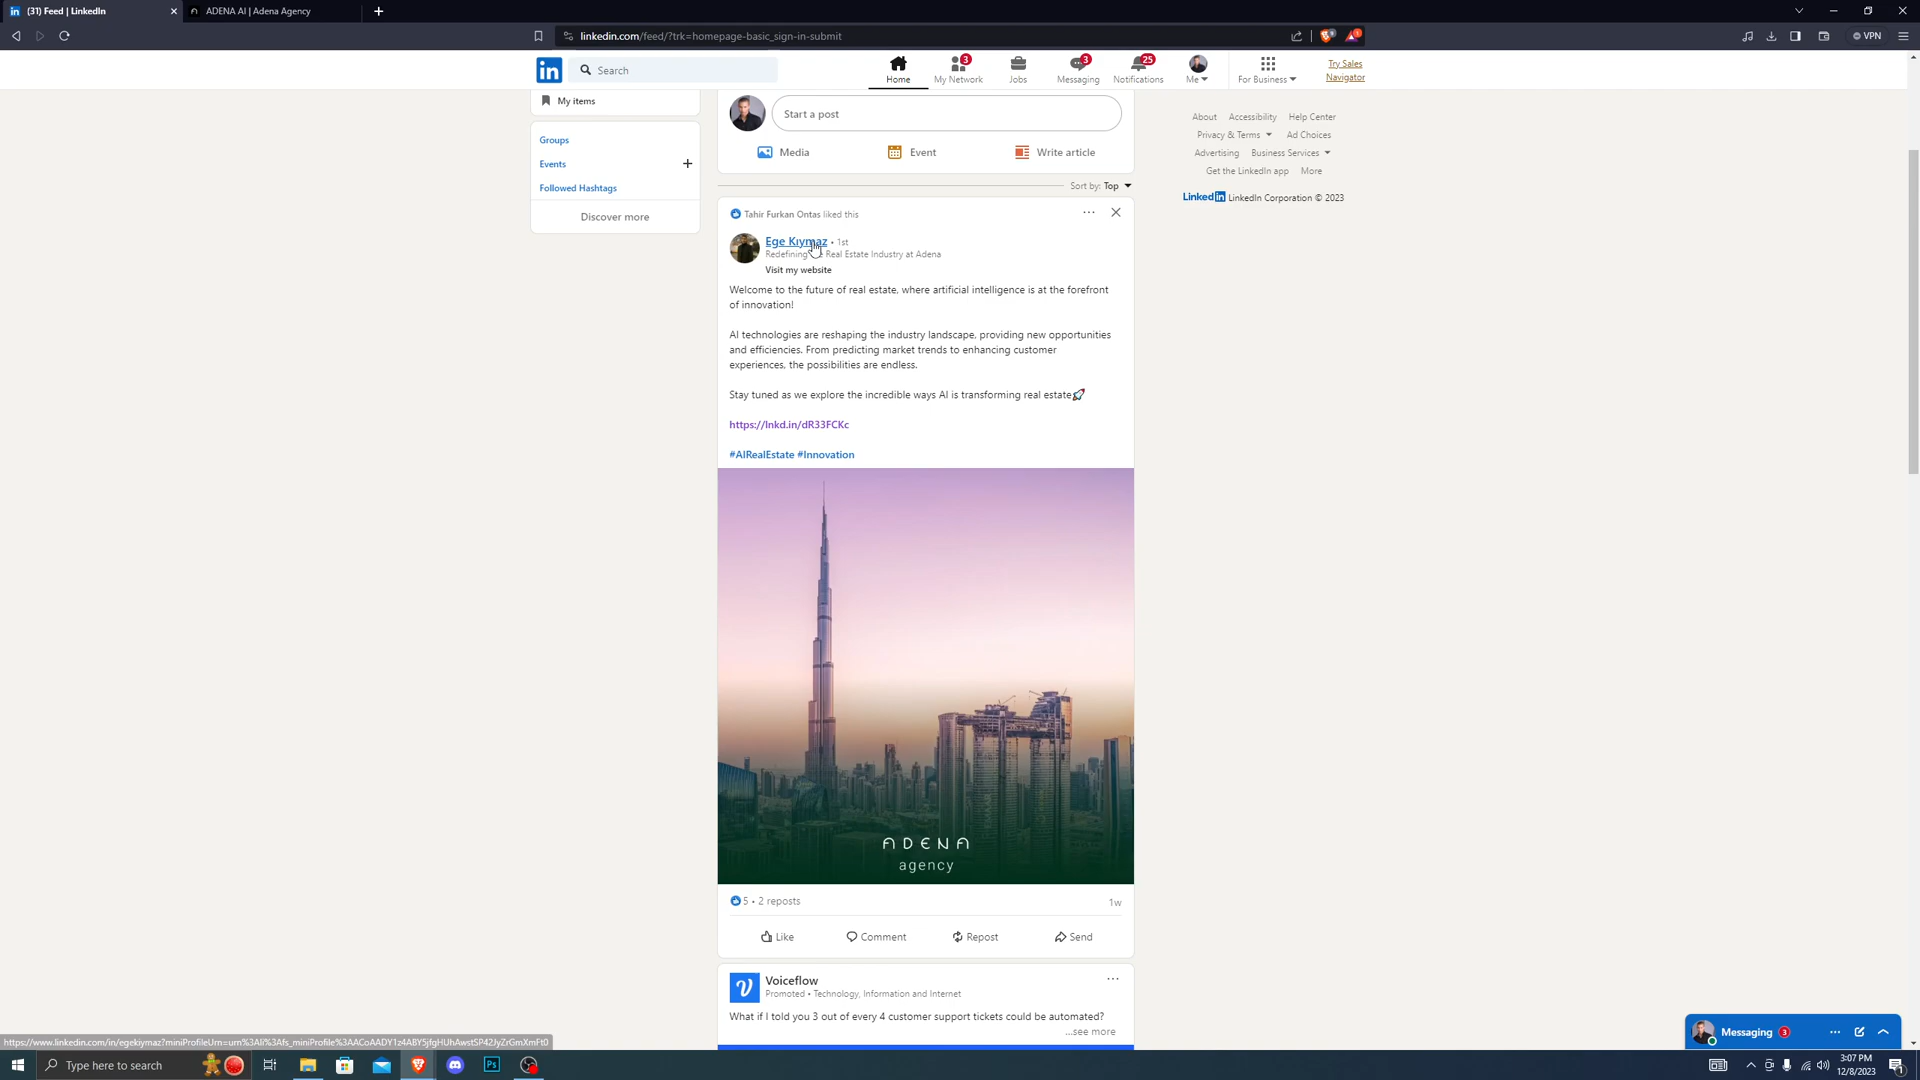 (31) Feed | LinkedIn
ADENA AI | Adena Agency
linkedin.com/feed/?trk=homepage-basic_sign-in-submit
VPN
in
Search
Home
3
My Network
Jobs
3
Messaging
25
Notifications
Me
For Business
Try Sales
Navigator
My items
Groups
Events
Followed Hashtags
Discover more
Start a post
Media
Event
Write article
Sort by: Top
Tahir Furkan Ontas liked this
Ege Kıymaz • 1st
Redefining Real Estate Industry at Adena
Visit my website
Welcome to the future of real estate, where artificial intelligence is at the forefront
of innovation!
AI technologies are reshaping the industry landscape, providing new opportunities
and efficiencies. From predicting market trends to enhancing customer
experiences, the possibilities are endless.
Stay tuned as we explore the incredible ways AI is transforming real estate🚀
https://lnkd.in/dR33FCKc
#AIRealEstate #Innovation
ADENA
agency
5 • 2 reposts
1w
Like
Comment
Repost
Send
Voiceflow
Promoted • Technology, Information and Internet
What if I told you 3 out of every 4 customer support tickets could be automated?
...see more
About Accessibility Help Center
Privacy & Terms Ad Choices
Advertising Business Services
Get the LinkedIn app More
LinkedIn LinkedIn Corporation © 2023
Messaging 3
Type here to search
Ps
3:07 PM
12/8/2023